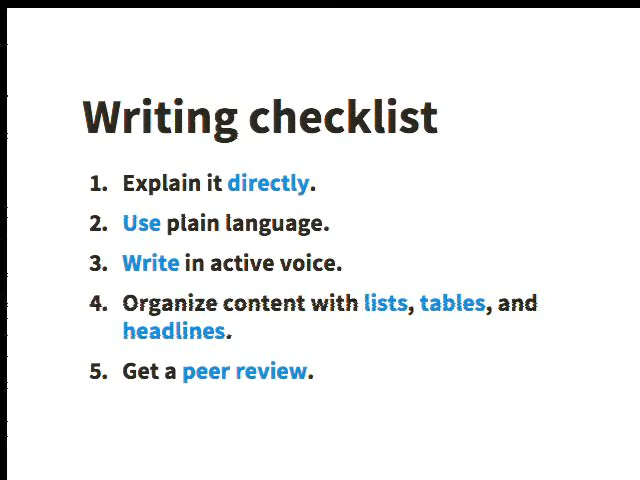 Writing checklist
1. Explain it directly.
2. Use plain language.
3. Write in active voice.
4. Organize content with lists, tables, and
headlines.
5. Get a peer review.